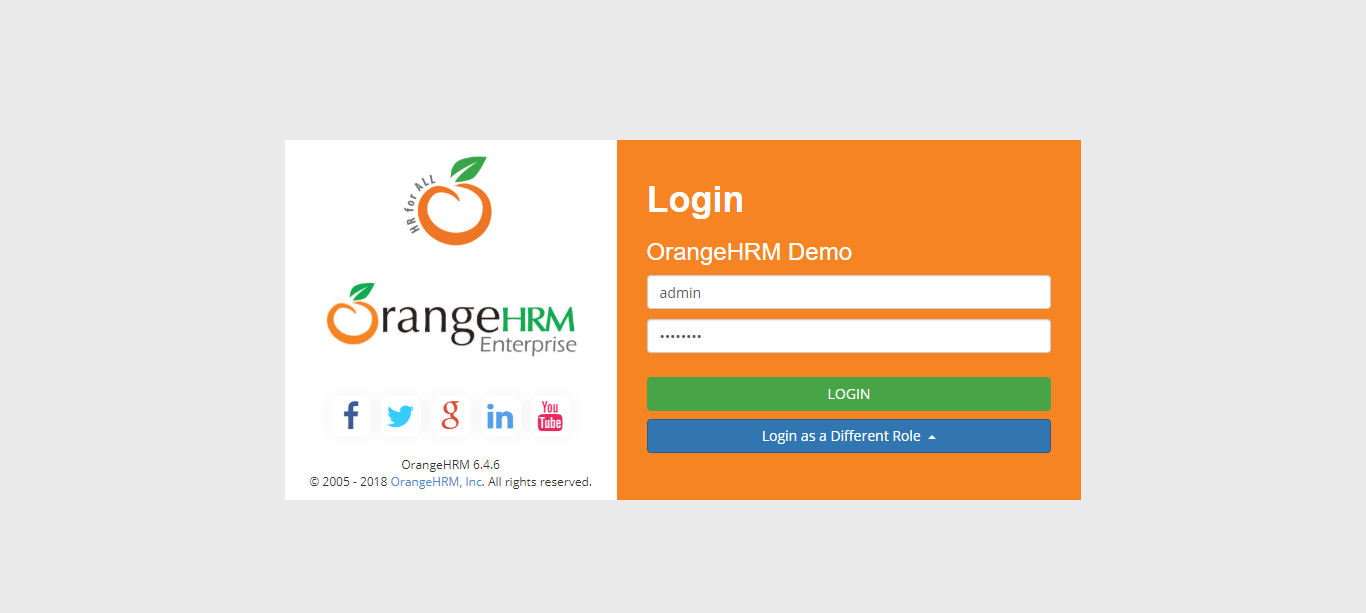 HR for ALL
OrangeHRM
Enterprise
You
Tube
OrangeHRM 6.4.6
© 2005 - 2018 OrangeHRM, Inc. All rights reserved.
Login
OrangeHRM Demo
admin
••••••••
LOGIN
Login as a Different Role